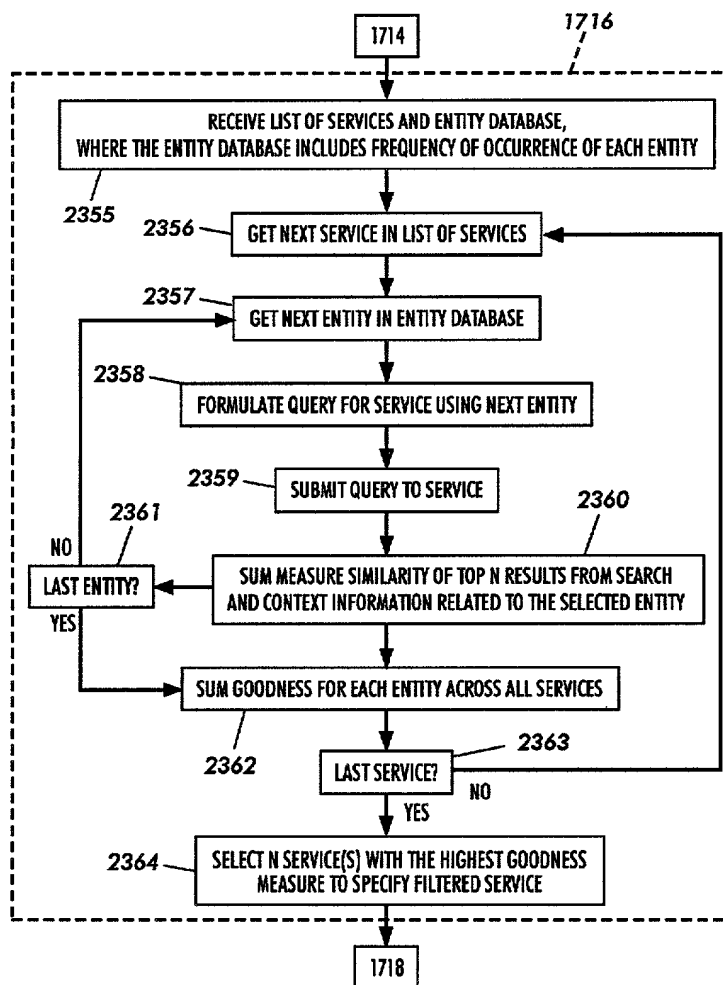 1714
1716
RECEIVE LIST OF SERVICES AND ENTITY DATABASE,
WHERE THE ENTITY DATABASE INCLUDES FREQUENCY OF OCCURRENCE OF EACH ENTITY
2355
2356
GET NEXT SERVICE IN LIST OF SERVICES
2357
GET NEXT ENTITY IN ENTITY DATABASE
2358
FORMULATE QUERY FOR SERVICE USING NEXT ENTITY
2359
SUBMIT QUERY TO SERVICE
2360
2361
NO
LAST ENTITY?
YES
SUM MEASURE SIMILARITY OF TOP N RESULTS FROM SEARCH
AND CONTEXT INFORMATION RELATED TO THE SELECTED ENTITY
SUM GOODNESS FOR EACH ENTITY ACROSS ALL SERVICES
2362
2363
LAST SERVICE?
NO
YES
2364
SELECT N SERVICE(S) WITH THE HIGHEST GOODNESS
MEASURE TO SPECIFY FILTERED SERVICE
1718